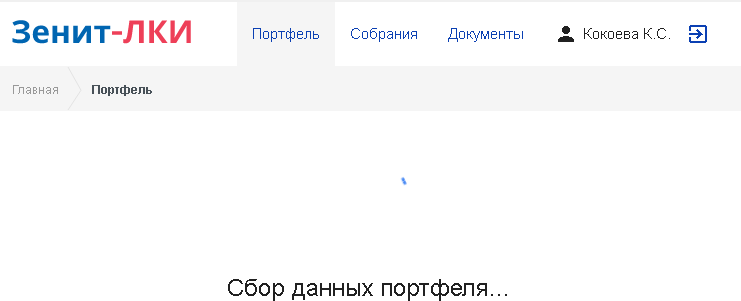 Зенит-ЛКИ Портфель Собрания Документы Кокоева К.С.
Главная Портфель
Сбор данных портфеля...